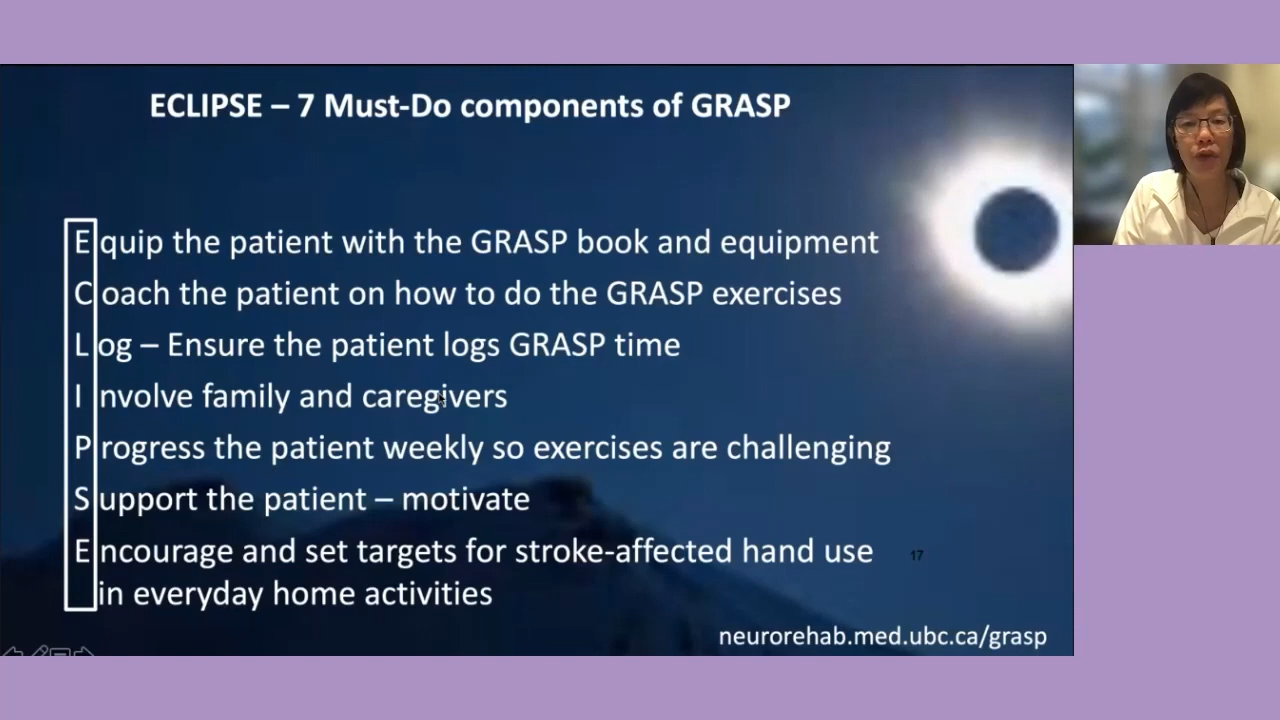 ECLIPSE – 7 Must-Do components of GRASP
Equip the patient with the GRASP book and equipment
Coach the patient on how to do the GRASP exercises
Log – Ensure the patient logs GRASP time
Involve family and caregivers
Progress the patient weekly so exercises are challenging
Support the patient – motivate
Encourage and set targets for stroke-affected hand use
in everyday home activities
17
neurorehab.med.ubc.ca/grasp